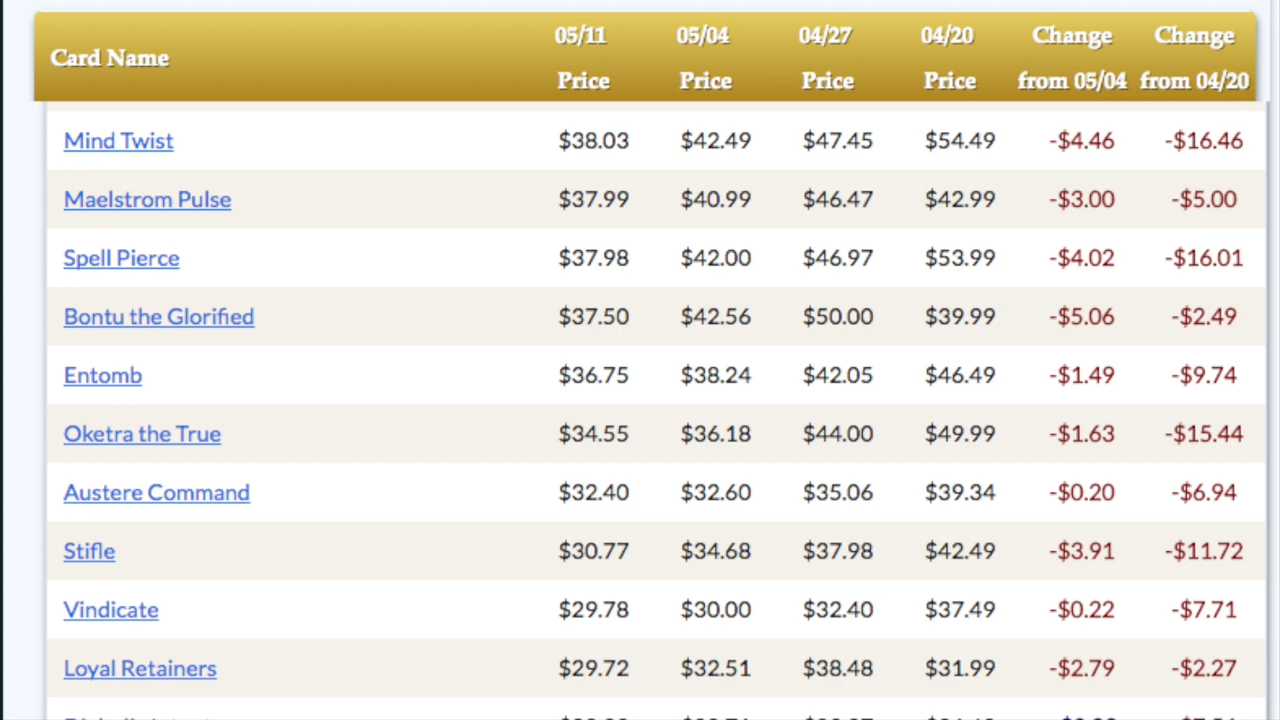 Card Name 05/11 Price 05/04 Price 04/27 Price 04/20 Price Change from 05/04 Change from 04/20
Mind Twist $38.03 $42.49 $47.45 $54.49 -$4.46 -$16.46
Maelstrom Pulse $37.99 $40.99 $46.47 $42.99 -$3.00 -$5.00
Spell Pierce $37.98 $42.00 $46.97 $53.99 -$4.02 -$16.01
Bontu the Glorified $37.50 $42.56 $50.00 $39.99 -$5.06 -$2.49
Entomb $36.75 $38.24 $42.05 $46.49 -$1.49 -$9.74
Oketra the True $34.55 $36.18 $44.00 $49.99 -$1.63 -$15.44
Austere Command $32.40 $32.60 $35.06 $39.34 -$0.20 -$6.94
Stifle $30.77 $34.68 $37.98 $42.49 -$3.91 -$11.72
Vindicate $29.78 $30.00 $32.40 $37.49 -$0.22 -$7.71
Loyal Retainers $29.72 $32.51 $38.48 $31.99 -$2.79 -$2.27